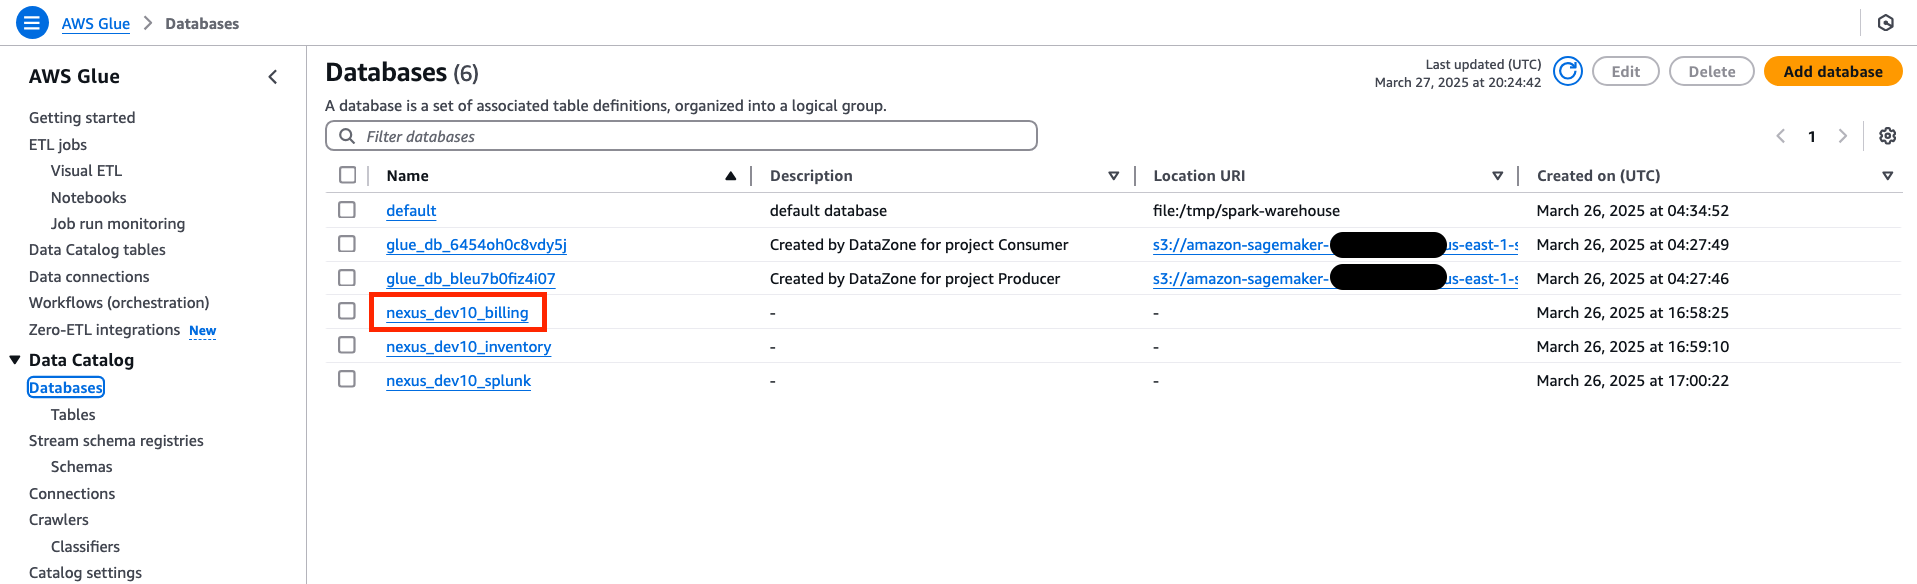 AWS Glue > Databases
AWS Glue
Getting started
ETL jobs
Visual ETL
Notebooks
Job run monitoring
Data Catalog tables
Data connections
Workflows (orchestration)
Zero-ETL integrations New
Data Catalog
Databases
Tables
Stream schema registries
Schemas
Connections
Crawlers
Classifiers
Catalog settings
Databases (6)
Last updated (UTC)
March 27, 2025 at 20:24:42
Edit
Delete
Add database
A database is a set of associated table definitions, organized into a logical group.
Filter databases
1
Name Description Location URI Created on (UTC)
default default database file:/tmp/spark-warehouse March 26, 2025 at 04:34:52
glue_db_6454oh0c8vdy5j Created by DataZone for project Consumer s3://amazon-sagemaker- us-east-1-s March 26, 2025 at 04:27:49
glue_db_bleu7b0fiz4i07 Created by DataZone for project Producer s3://amazon-sagemaker- us-east-1-s March 26, 2025 at 04:27:46
nexus_dev10_billing - - March 26, 2025 at 16:58:25
nexus_dev10_inventory - - March 26, 2025 at 16:59:10
nexus_dev10_splunk - - March 26, 2025 at 17:00:22